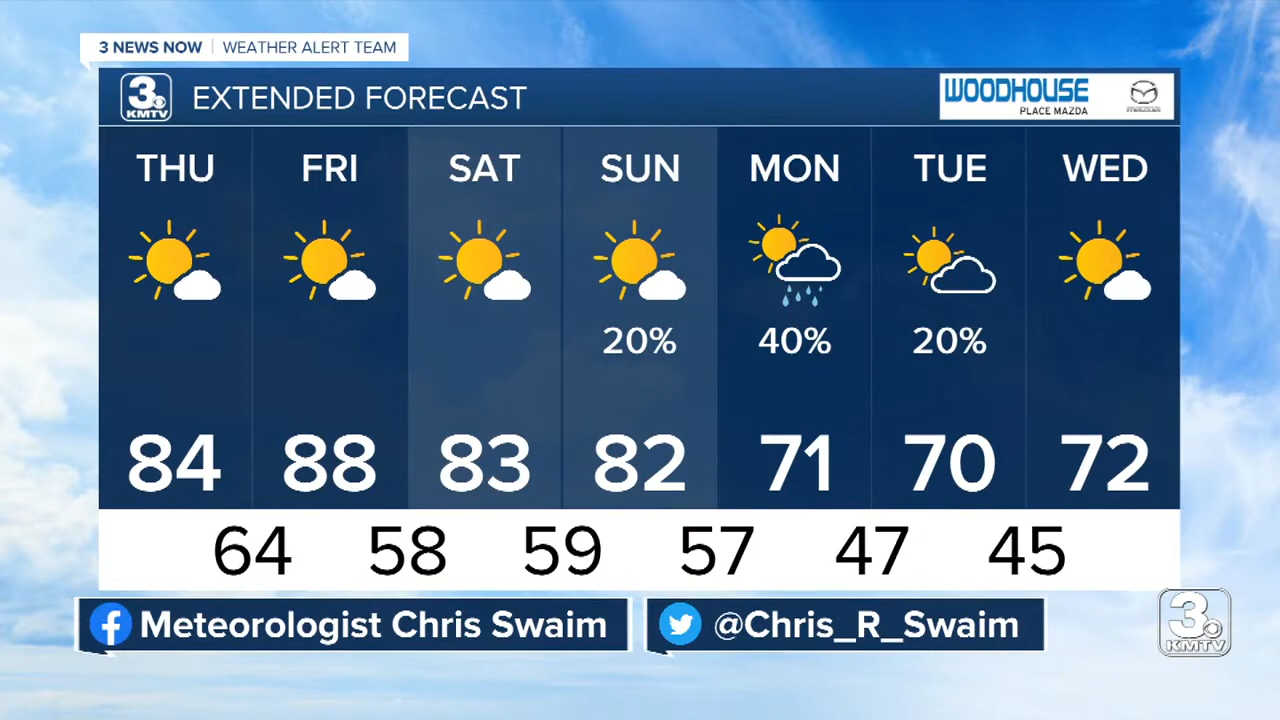 3 NEWS NOW | WEATHER ALERT TEAM
3 KMTV EXTENDED FORECAST
WOODHOUSE
PLACE MAZDA
mazda
THU FRI SAT SUN MON TUE WED
20% 40% 20%
84 88 83 82 71 70 72
64 58 59 57 47 45
Meteorologist Chris Swaim @Chris_R_Swaim
3
KMTV